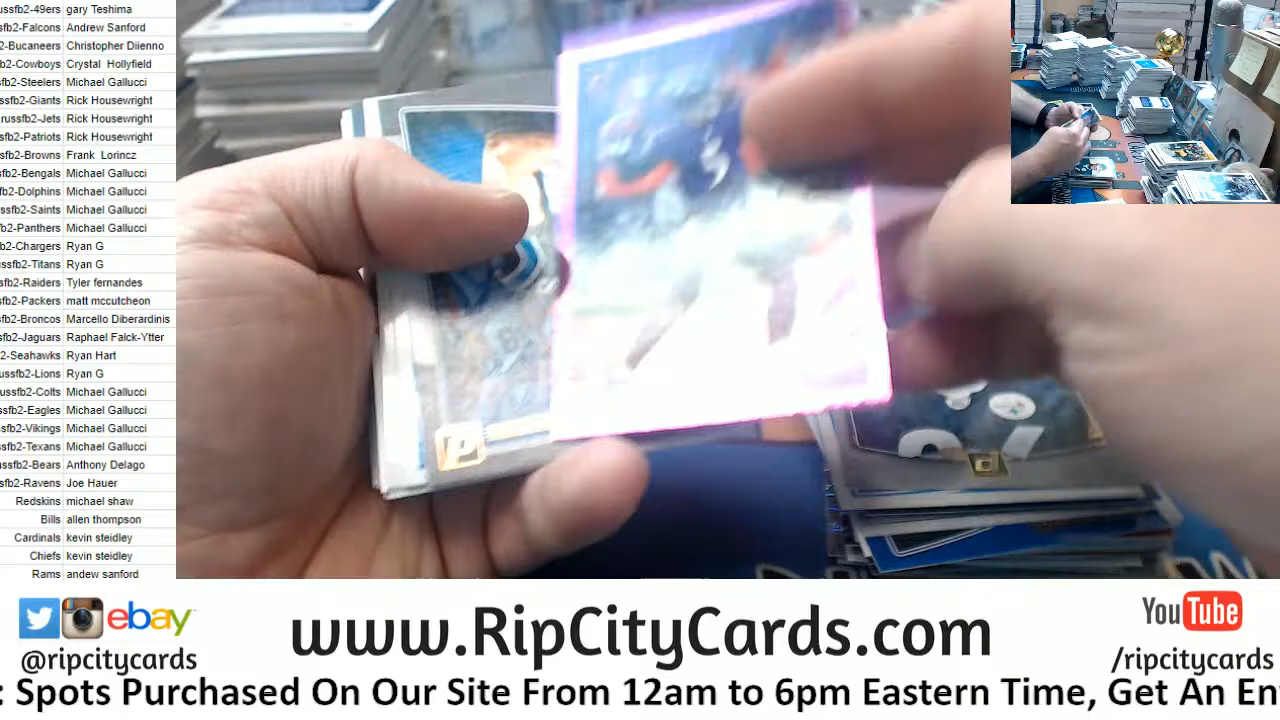 ussfb2-49ers gary Teshima
sfb2-Falcons Andrew Sanford
2-Bucaneers Christopher Diienno
fb2-Cowboys Crystal Hollyfield
sfb2-Steelers Michael Gallucci
ssfb2-Giants Rick Housewright
russfb2-Jets Rick Housewright
sfb2-Patriots Rick Housewright
ssfb2-Browns Frank Lorincz
sfb2-Bengals Michael Gallucci
sfb2-Dolphins Michael Gallucci
ssfb2-Saints Michael Gallucci
fb2-Panthers Michael Gallucci
fb2-Chargers Ryan G
ussfb2-Titans Ryan G
ssfb2-Raiders Tyler fernandes
sfb2-Packers matt mccutcheon
sfb2-Broncos Marcello Diberardinis
sfb2-Jaguars Raphael Falck-Ytter
2-Seahawks Ryan Hart
ussfb2-Lions Ryan G
ussfb2-Colts Michael Gallucci
ssfb2-Eagles Michael Gallucci
sfb2-Vikings Michael Gallucci
ssfb2-Texans Michael Gallucci
ussfb2-Bears Anthony Delago
ssfb2-Ravens Joe Hauer
Redskins michael shaw
Bills allen thompson
Cardinals kevin steidley
Chiefs kevin steidley
Rams andew sanford
P
ebay
@ripcitycards
www.RipCityCards.com
YouTube
/ripcitycards
: Spots Purchased On Our Site From 12am to 6pm Eastern Time, Get An En